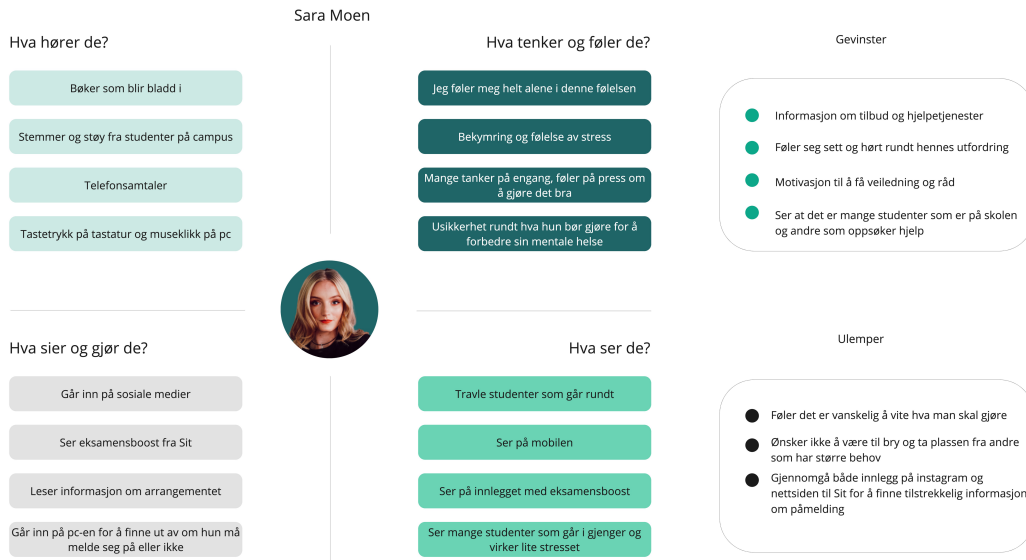 Sara Moen
Hva hører de?
Bøker som blir bladd i
Stemmer og støy fra studenter på campus
Telefonsamtaler
Tastetrykk på tastatur og museklikk på pc
Hva tenker og føler de?
Jeg føler meg helt alene i denne følelsen
Bekymring og følelse av stress
Mange tanker på engang, føler på press om
å gjøre det bra
Usikkerhet rundt hva hun bør gjøre for å
forbedre sin mentale helse
Gevinster
Informasjon om tilbud og hjelpetjenester
Føler seg sett og hørt rundt hennes utfordring
Motivasjon til å få veiledning og råd
Ser at det er mange studenter som er på skolen
og andre som oppsøker hjelp
Hva sier og gjør de?
Går inn på sosiale medier
Ser eksamensboost fra Sit
Leser informasjon om arrangementet
Går inn på pc-en for å finne ut av om hun må
melde seg på eller ikke
Hva ser de?
Travle studenter som går rundt
Ser på mobilen
Ser på innlegget med eksamensboost
Ser mange studenter som går i gjenger og
virker lite stresset
Ulemper
Føler det er vanskelig å vite hva man skal gjøre
Ønsker ikke å være til bry og ta plassen fra andre
som har større behov
Gjennomgå både innlegg på instagram og
nettsiden til Sit for å finne tilstrekkelig informasjon
om påmelding